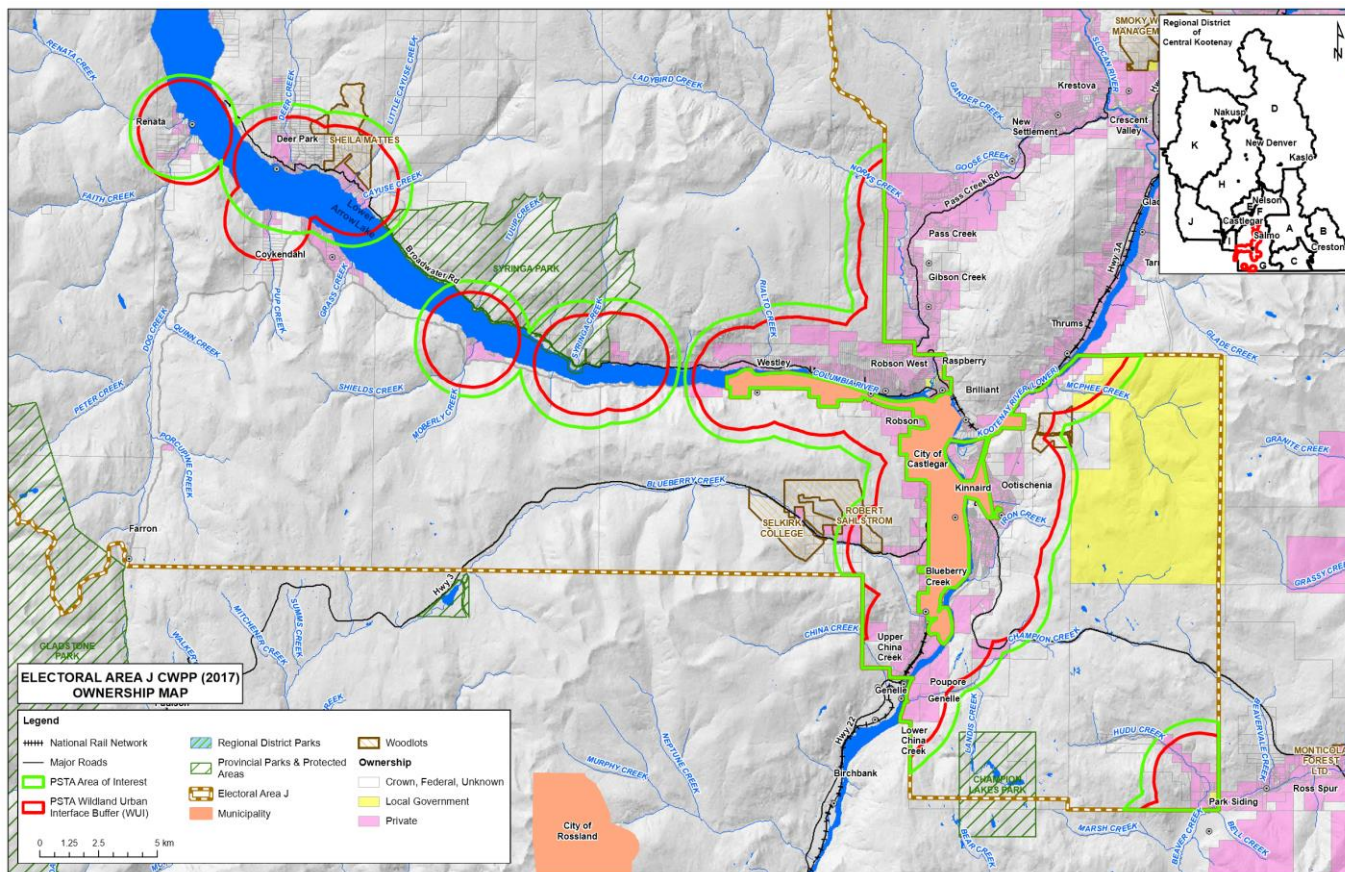 RENATA CREEK
Renata
DEER CREEK
LITTLE CAYUSE CREEK
Deer Park
SHEILA MATTES
CAYUSE CREEK
FAITH CREEK
Lower
Arrow Lake
Coykendahl
Broadwater Rd
TULIP CREEK
SYRINGA PARK
SYRINGA CREEK
LADYBIRD CREEK
GANDER CREEK
SMOKY W
MANAGEM
SLOCAN RIVER
Krestova
New
Settlement
Crescent
Valley
GOOSE CREEK
NORNS CREEK
Pass Creek Rd
Pass Creek
Gibson Creek
Hwy 3A
Thrums
GLADE CREEK
DOG CREEK
QUINN CREEK
PUP CREEK
GRASS CREEK
PETER CREEK
PORCUPINE CREEK
SHIELDS CREEK
MOBERLY CREEK
RIALTO CREEK
Westley
Robson West
Raspberry
COLUMBIA RIVER
Brilliant
KOOTENAY RIVER (LOWER)
MCPHEE CREEK
Robson
City of
Castlegar
Kinnaird
Ootischenia
IRON CREEK
GRANITE CREEK
GRASSY CREE
BLUEBERRY CREEK
SELKIRK
COLLEGE
ROBERT
SAHLSTROM
Blueberry
Creek
Farron
Hwy 3
MITCHENER CREEK
SUMMS CREEK
WALKER
GLADSTONE
PARK
CHINA CREEK
Upper
China
Creek
CHAMPION CREEK
Genelle
Poupore
Genelle
Lower
China
Creek
Hwy 22
Birchbank
LANDIS CREEK
CHAMPION
LAKES PARK
BEAR CREEK
HUDU CREEK
BEAVERVALE CREEK
MONTICOL
FOREST
LTD
Park Siding
Ross Spur
MARSH CREEK
BEAVER CREEK
BELL CREEK
MURPHY CREEK
NEPTUNE CREEK
City of
Rossland
Regional District
of
Central Kootenay
N
D
Nakusp
K
New Denver
Kaslo
H
Nelson
E
F
Castlegar
J
Salmo
A
B
Creston
I
G
C
ELECTORAL AREA J CWPP (2017)
OWNERSHIP MAP
Legend
National Rail Network
Major Roads
PSTA Area of Interest
PSTA Wildland Urban
Interface Buffer (WUI)
0 1.25 2.5 5 km
Regional District Parks
Provincial Parks & Protected
Areas
Electoral Area J
Municipality
Woodlots
Ownership
Crown, Federal, Unknown
Local Government
Private